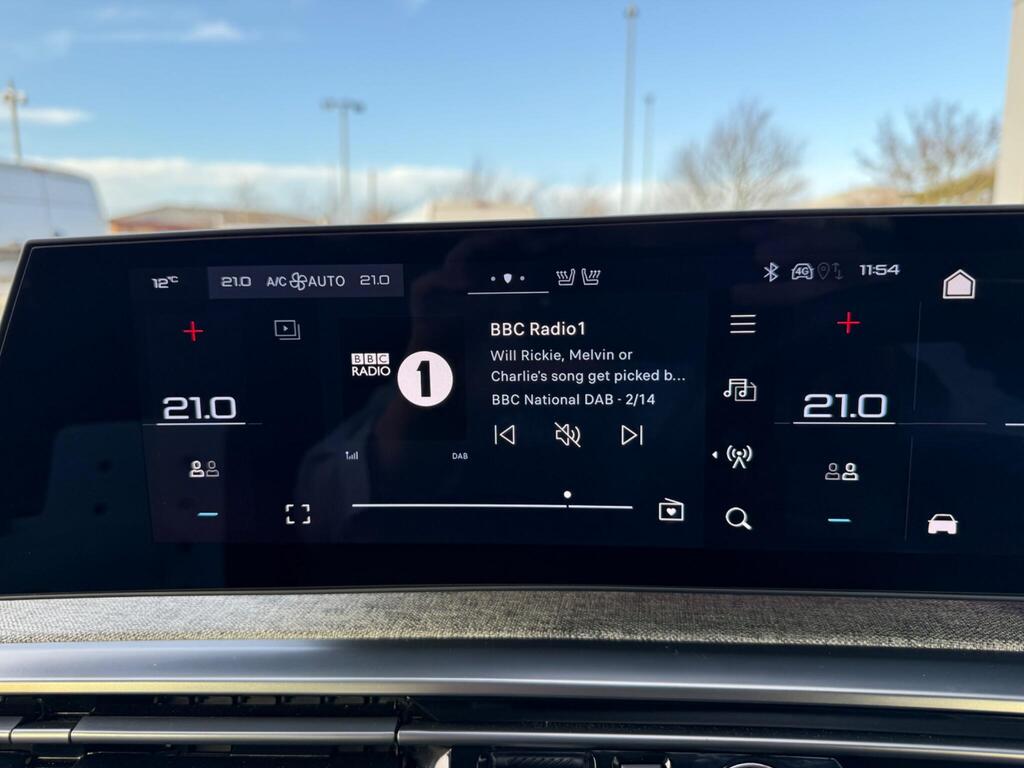 12°C
21.0 A/C AUTO 21.0
4G
11:54
BBC
RADIO
1
BBC Radio1
Will Rickie, Melvin or
Charlie's song get picked b...
BBC National DAB - 2/14
21.0
21.0
DAB